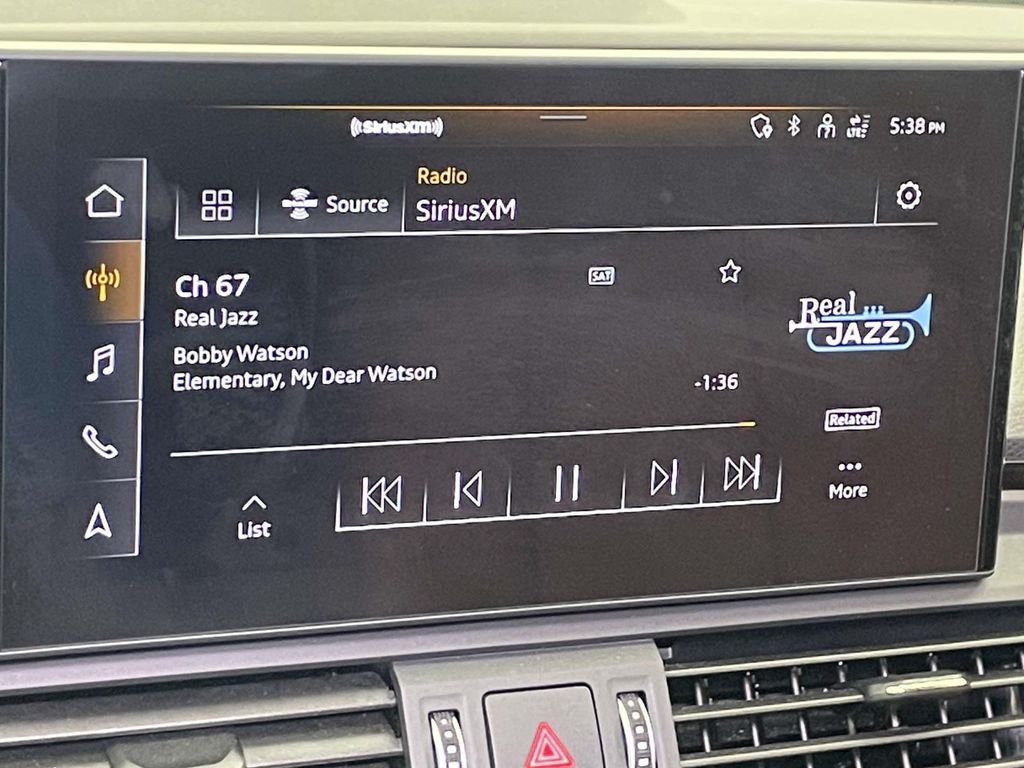 ((SiriusXM))
LTE
5:38 PM
Source
Radio
SiriusXM
Ch 67
SAT
Real Jazz
Real
JAZZ
Bobby Watson
Elementary, My Dear Watson
-1:36
Related
List
More